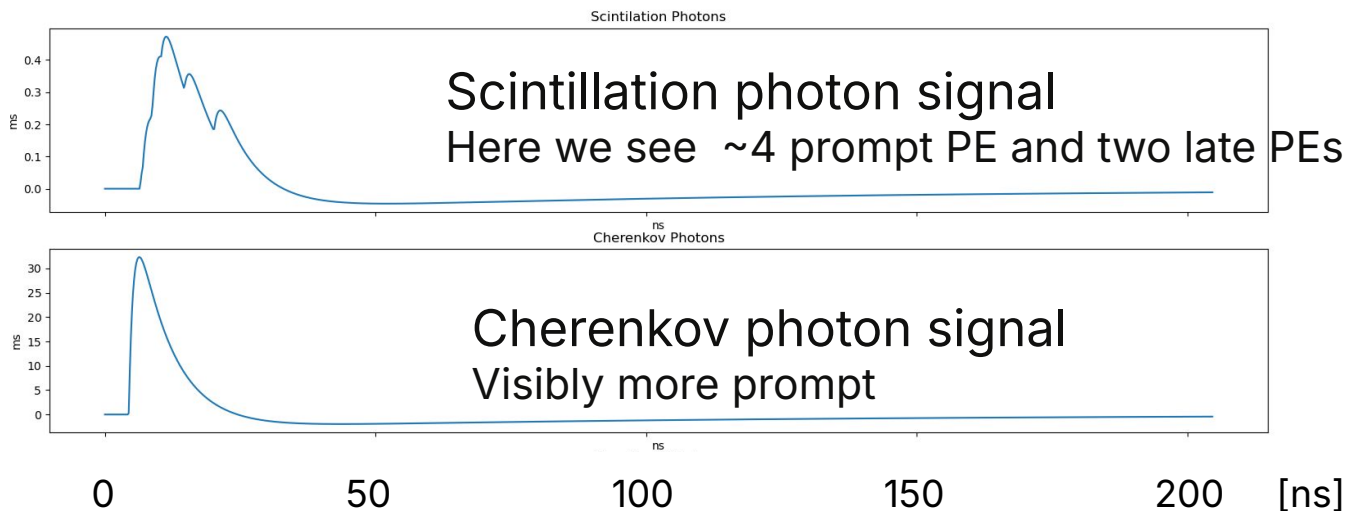 Scintilation Photons
0.4
0.3
0.2
0.1
0.0
ms
Scintillation photon signal
Here we see ~4 prompt PE and two late PEs
ns
Cherenkov Photons
30
25
20
15
10
5
0
ms
Cherenkov photon signal
Visibly more prompt
ns
0 50 100 150 200 [ns]